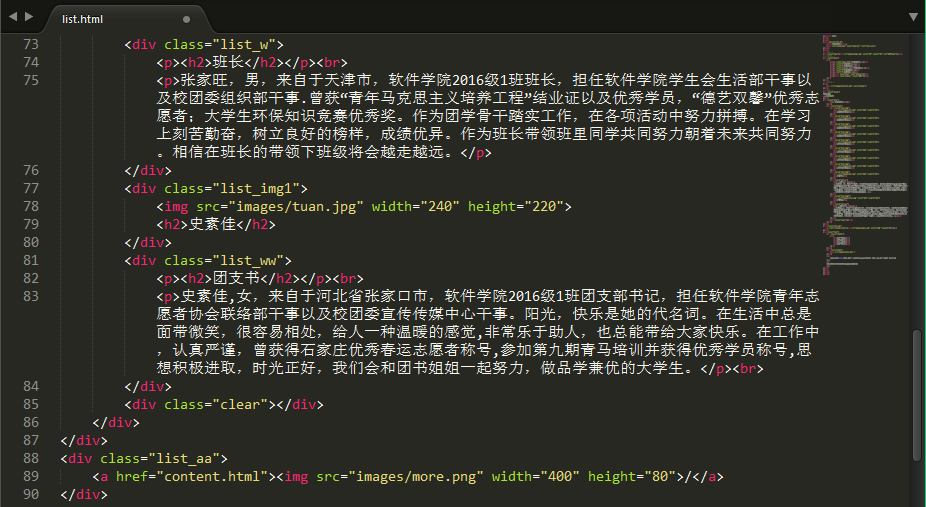 list.html
73 <div class="list_w">
74 <p><h2>班长</h2></p><br>
75 <p>张家旺，男，来自于天津市，软件学院2016级1班班长，担任软件学院学生会生活部干事以
及校团委组织部干事.曾获“青年马克思主义培养工程”结业证以及优秀学员，“德艺双馨”优秀志
愿者；大学生环保知识竞赛优秀奖。作为团学骨干踏实工作，在各项活动中努力拼搏。在学习
上刻苦勤奋，树立良好的榜样，成绩优异。作为班长带领班里同学共同努力朝着未来共同努力
。相信在班长的带领下班级将会越走越远。</p>
76 </div>
77 <div class="list_img1">
78 <img src="images/tuan.jpg" width="240" height="220">
79 <h2>史素佳</h2>
80 </div>
81 <div class="list_ww">
82 <p><h2>团支书</h2></p><br>
83 <p>史素佳,女，来自于河北省张家口市，软件学院2016级1班团支部书记，担任软件学院青年志
愿者协会联络部干事以及校团委宣传传媒中心干事。阳光，快乐是她的代名词。在生活中总是
面带微笑，很容易相处，给人一种温暖的感觉,非常乐于助人，也总能带给大家快乐。在工作中
，认真严谨，曾获得石家庄优秀春运志愿者称号,参加第九期青马培训并获得优秀学员称号,思
想积极进取，时光正好，我们会和团书姐姐一起努力，做品学兼优的大学生。</p><br>
84 </div>
85 <div class="clear"></div>
86 </div>
87 </div>
88 <div class="list_aa">
89 <a href="content.html"><img src="images/more.png" width="400" height="80">/</a>
90 </div>